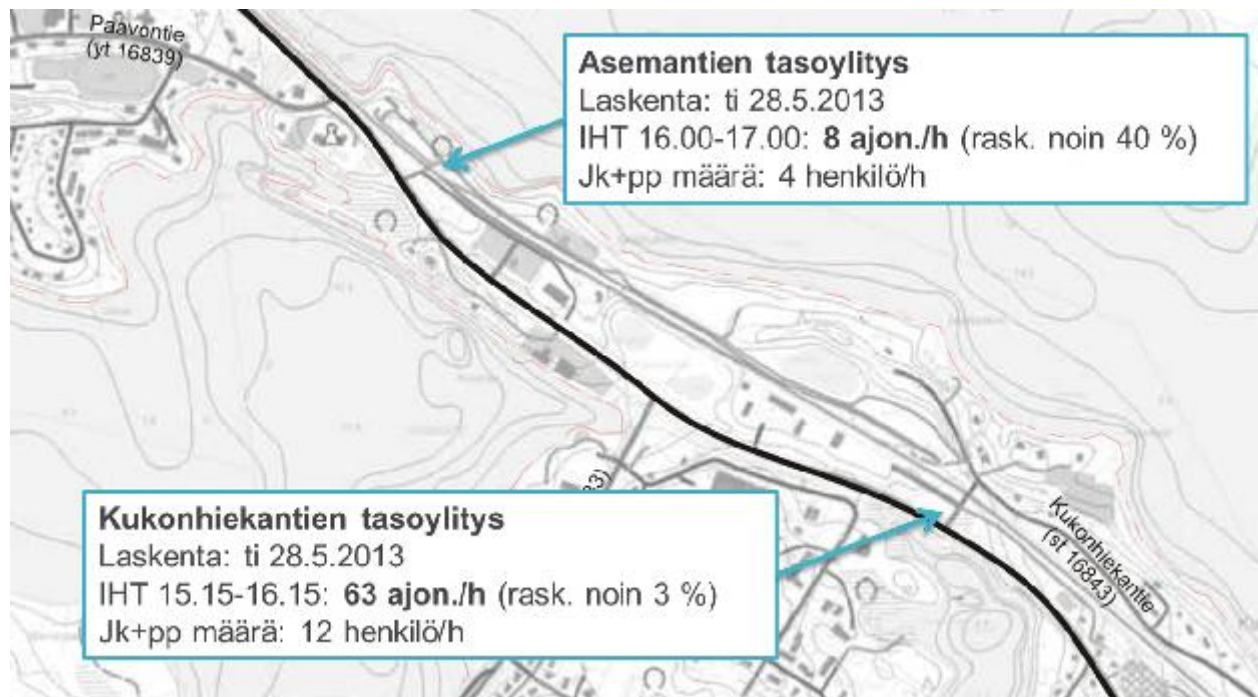 Paavontie
(yt 16839)
Asemantien tasoylitys
Laskenta: ti 28.5.2013
IHT 16.00-17.00: 8 ajon./h (rask. noin 40 %)
Jk+pp määrä: 4 henkilö/h
Kukonhiekantien tasoylitys
Laskenta: ti 28.5.2013
IHT 15.15-16.15: 63 ajon./h (rask. noin 3 %)
Jk+pp määrä: 12 henkilö/h
Kukonhiekantie
(st 16843)